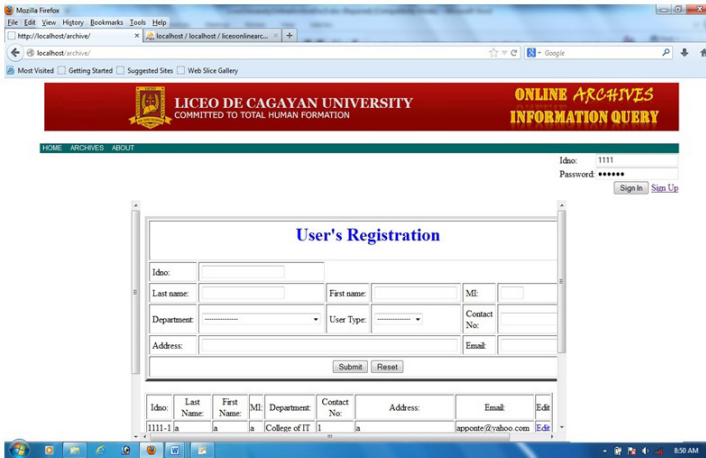 Mozilla Firefox
File Edit View History Bookmarks Tools Help
http://localhost/archive/ × localhost / localhost / liceoonlinearc... × +
localhost/archive/ Google
Most Visited Getting Started Suggested Sites Web Slice Gallery
LICEO DE CAGAYAN UNIVERSITY
COMMITTED TO TOTAL HUMAN FORMATION
ONLINE ARCHIVES
INFORMATION QUERY
HOME ARCHIVES ABOUT
Idno: 1111
Password: ••••••
Sign In Sign Up
User's Registration
Idno:
Last name: First name: MI:
Department: --------------- User Type: -------------- Contact No:
Address: Email:
Submit Reset
Idno: Last Name: First Name: MI: Department: Contact No: Address: Email: Edit
1111-1 a a a College of IT 1 a apponte@yahoo.com Edit
8:50 AM